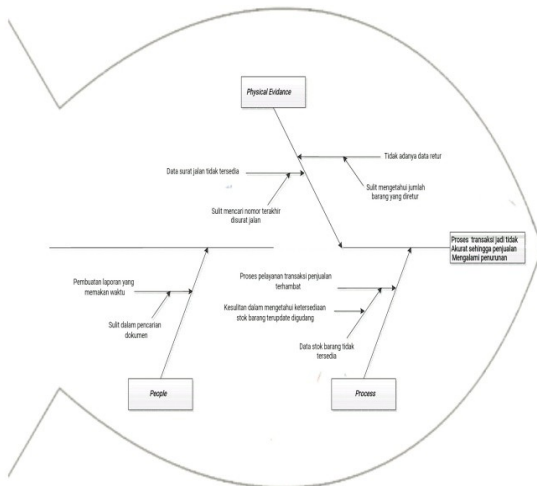 Physical Evidence
Tidak adanya data retur
Data surat jalan tidak tersedia
Sulit mengetahui jumlah
barang yang diretur
Sulit mencari nomor terakhir
disurat jalan
Proses transaksi jadi tidak
Akurat sehingga penjualan
Mengalami penurunan
Pembuatan laporan yang
memakan waktu
Sulit dalam pencarian
dokumen
Proses pelayanan transaksi penjualan
terhambat
Kesulitan dalam mengetahui ketersediaan
stok barang terupdate digudang
Data stok barang tidak
tersedia
People
Process